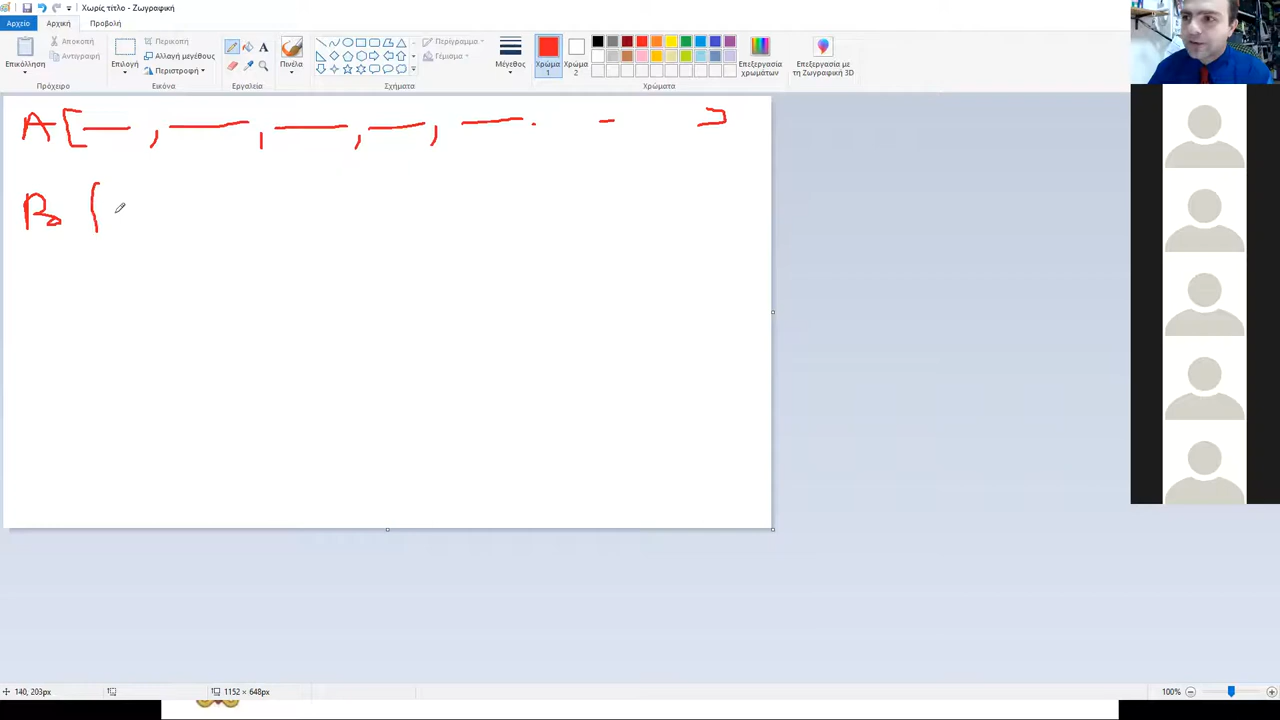 Χωρίς τίτλο - Ζωγραφική
Αρχείο Αρχική Προβολή
Επικόλληση
Αποκοπή
Αντιγραφή
Πρόχειρο
Επιλογή
Περικοπή
Αλλαγή μεγέθους
Περιστροφή
Εικόνα
A
Εργαλεία
Πινέλα
Περίγραμμα
Γέμισμα
Σχήματα
Μέγεθος
Χρώμα 1
Χρώμα 2
Επεξεργασία χρωμάτων
Χρώματα
Επεξεργασία με τη Ζωγραφική 3D
A [ — , — , — , — , — . - ]
B (
140, 203px
1152 × 648px
100%